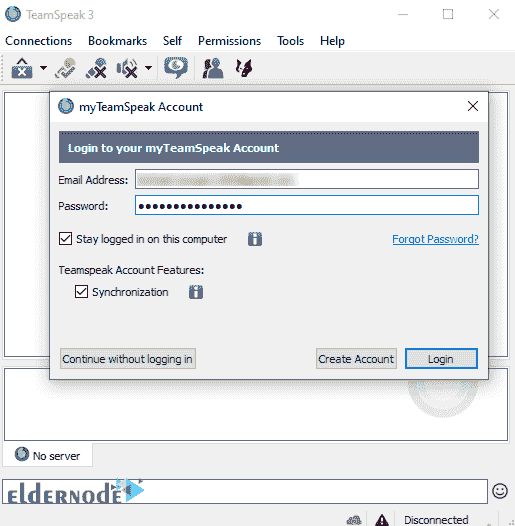 TeamSpeak 3
Connections Bookmarks Self Permissions Tools Help
myTeamSpeak Account
Login to your myTeamSpeak Account
Email Address:
Password: ●●●●●●●●●●●●●●●
Stay logged in on this computer
Forgot Password?
Teamspeak Account Features:
Synchronization
Continue without logging in Create Account Login
No server
eLDERNODE
Disconnected